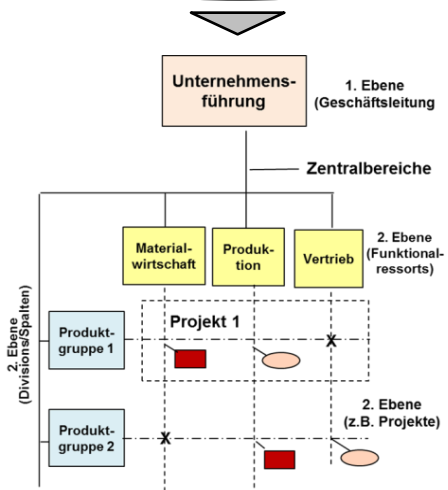 Unternehmens-
führung
1. Ebene
(Geschäftsleitung
Zentralbereiche
Material-
wirtschaft
Produk-
tion
Vertrieb
2. Ebene
(Funktional-
ressorts)
2. Ebene
(Divisions/Spalten)
Produkt-
gruppe 1
Projekt 1
X
Produkt-
gruppe 2
X
2. Ebene
(z.B. Projekte)